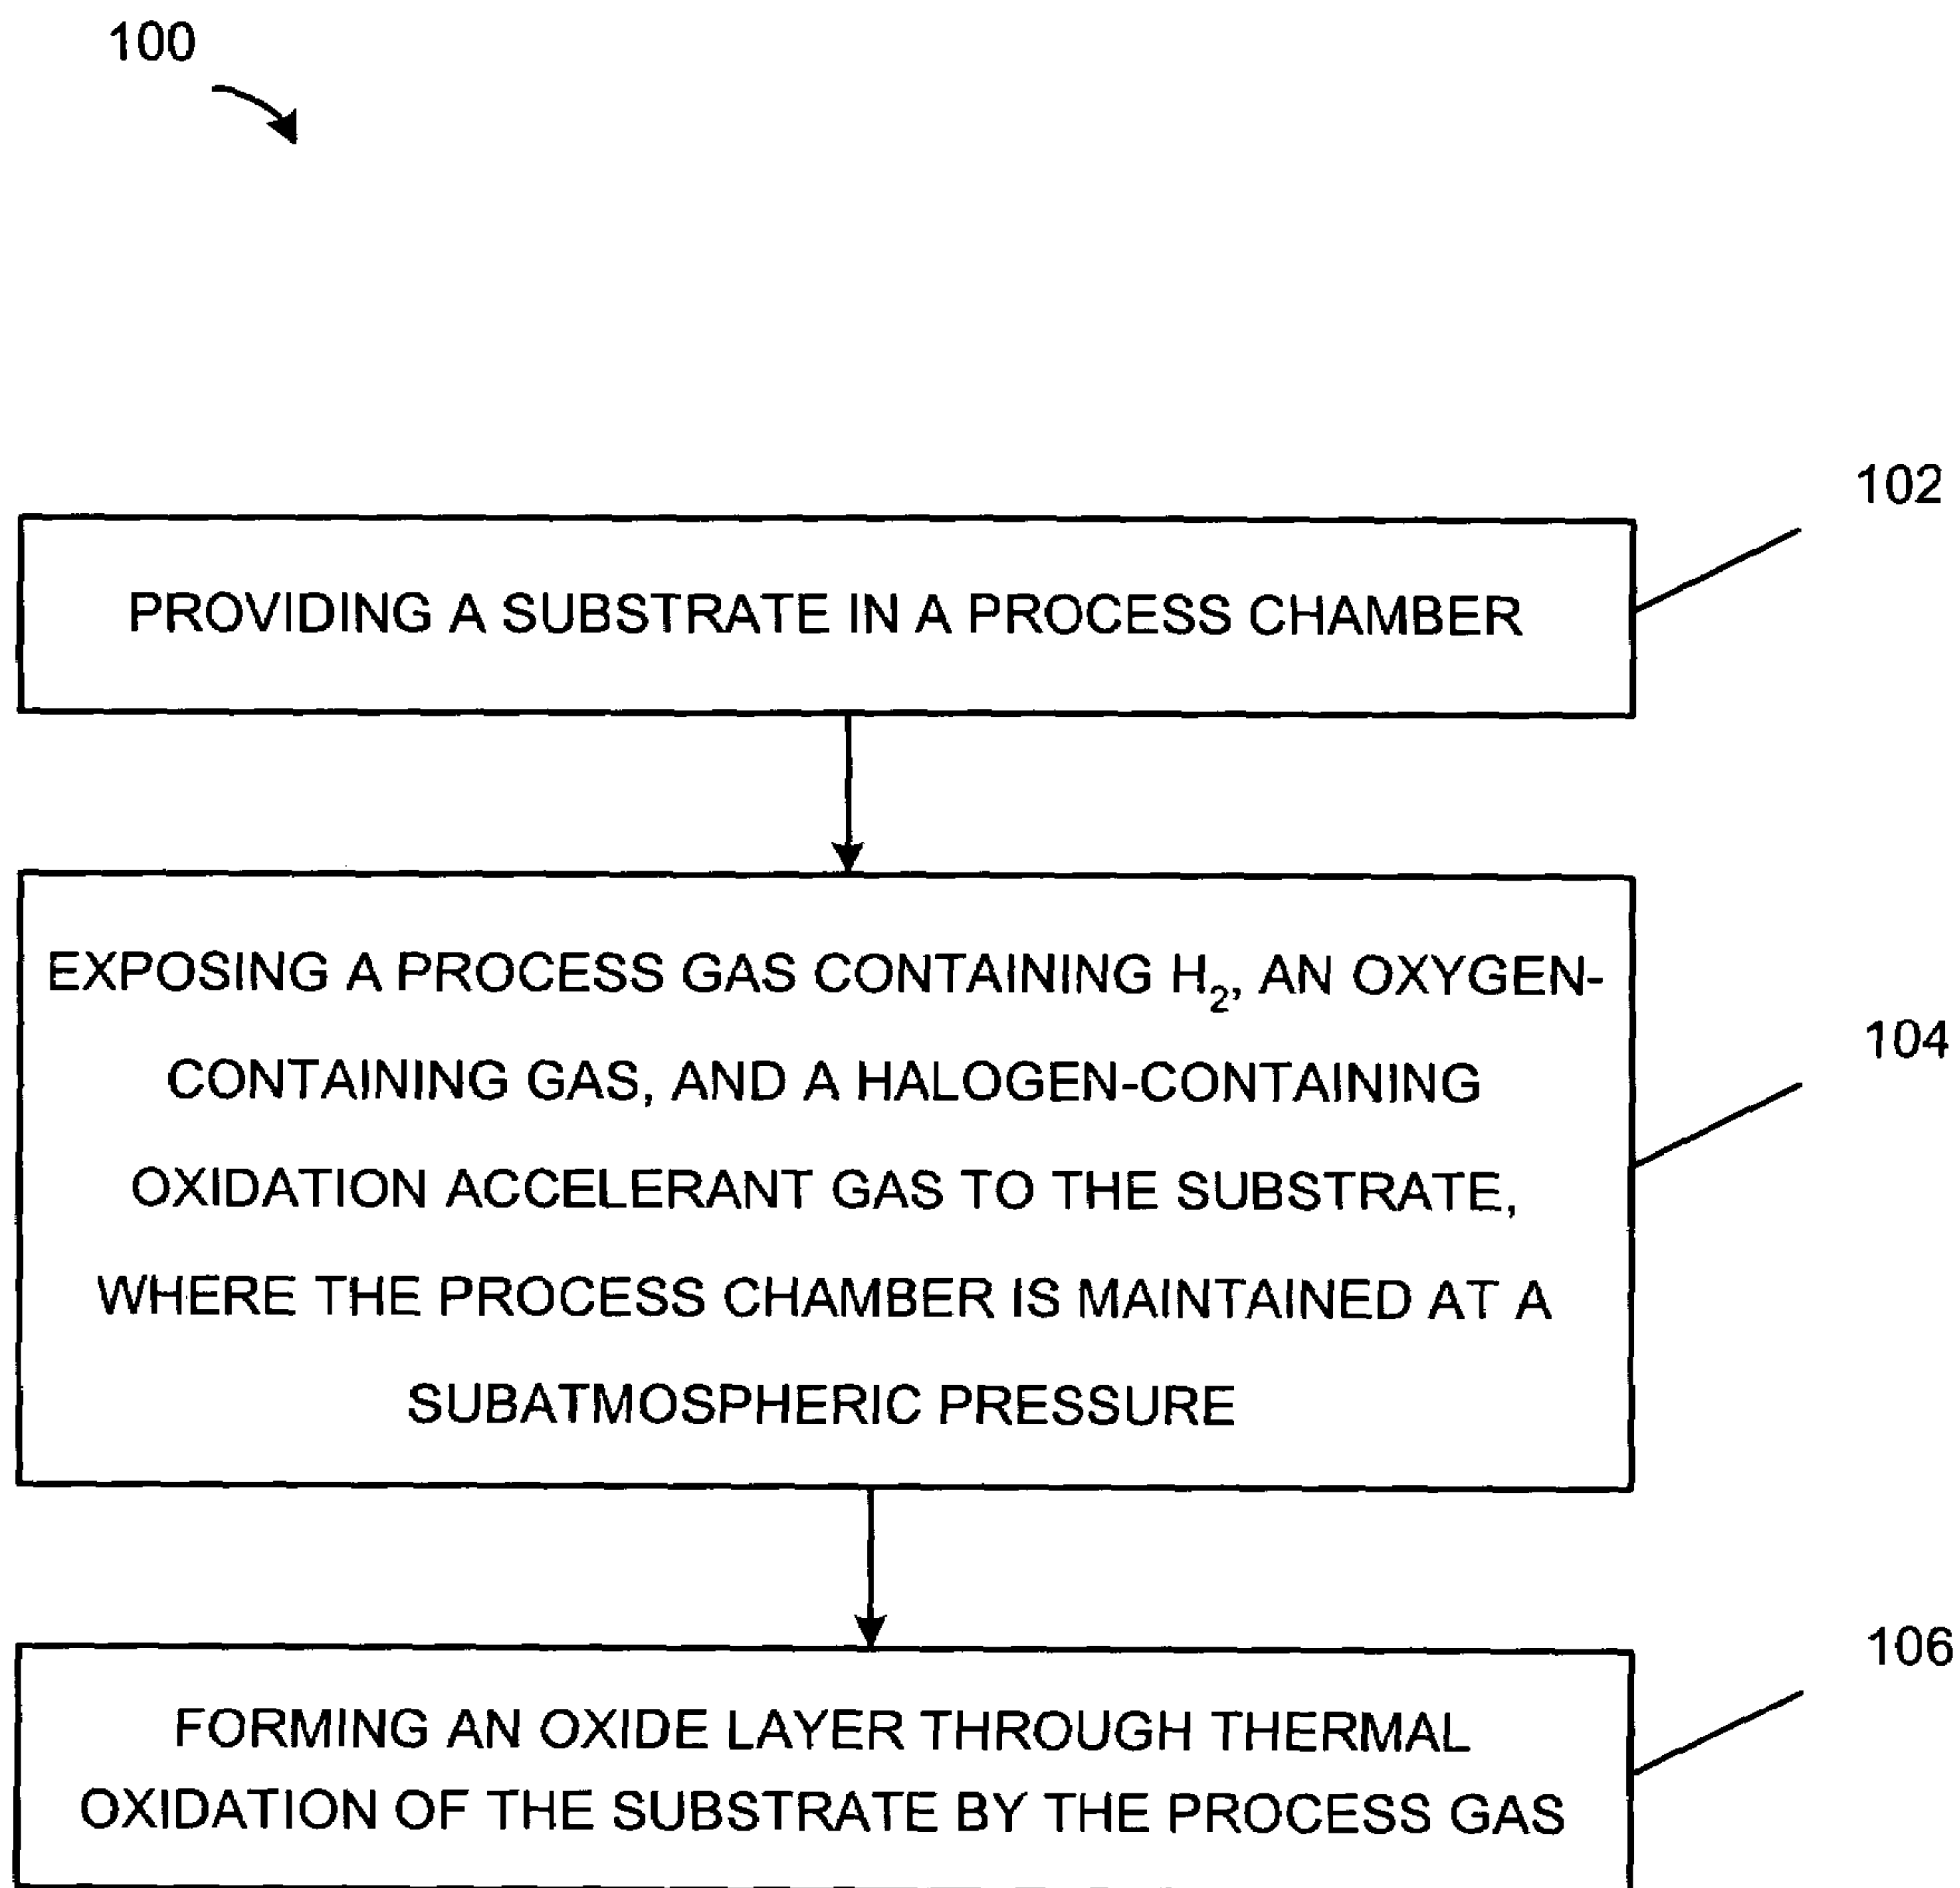 100
102
PROVIDING A SUBSTRATE IN A PROCESS CHAMBER
EXPOSING A PROCESS GAS CONTAINING H₂, AN OXYGEN-
CONTAINING GAS, AND A HALOGEN-CONTAINING
104
OXIDATION ACCELERANT GAS TO THE SUBSTRATE,
WHERE THE PROCESS CHAMBER IS MAINTAINED AT A
SUBATMOSPHERIC PRESSURE
106
FORMING AN OXIDE LAYER THROUGH THERMAL
OXIDATION OF THE SUBSTRATE BY THE PROCESS GAS